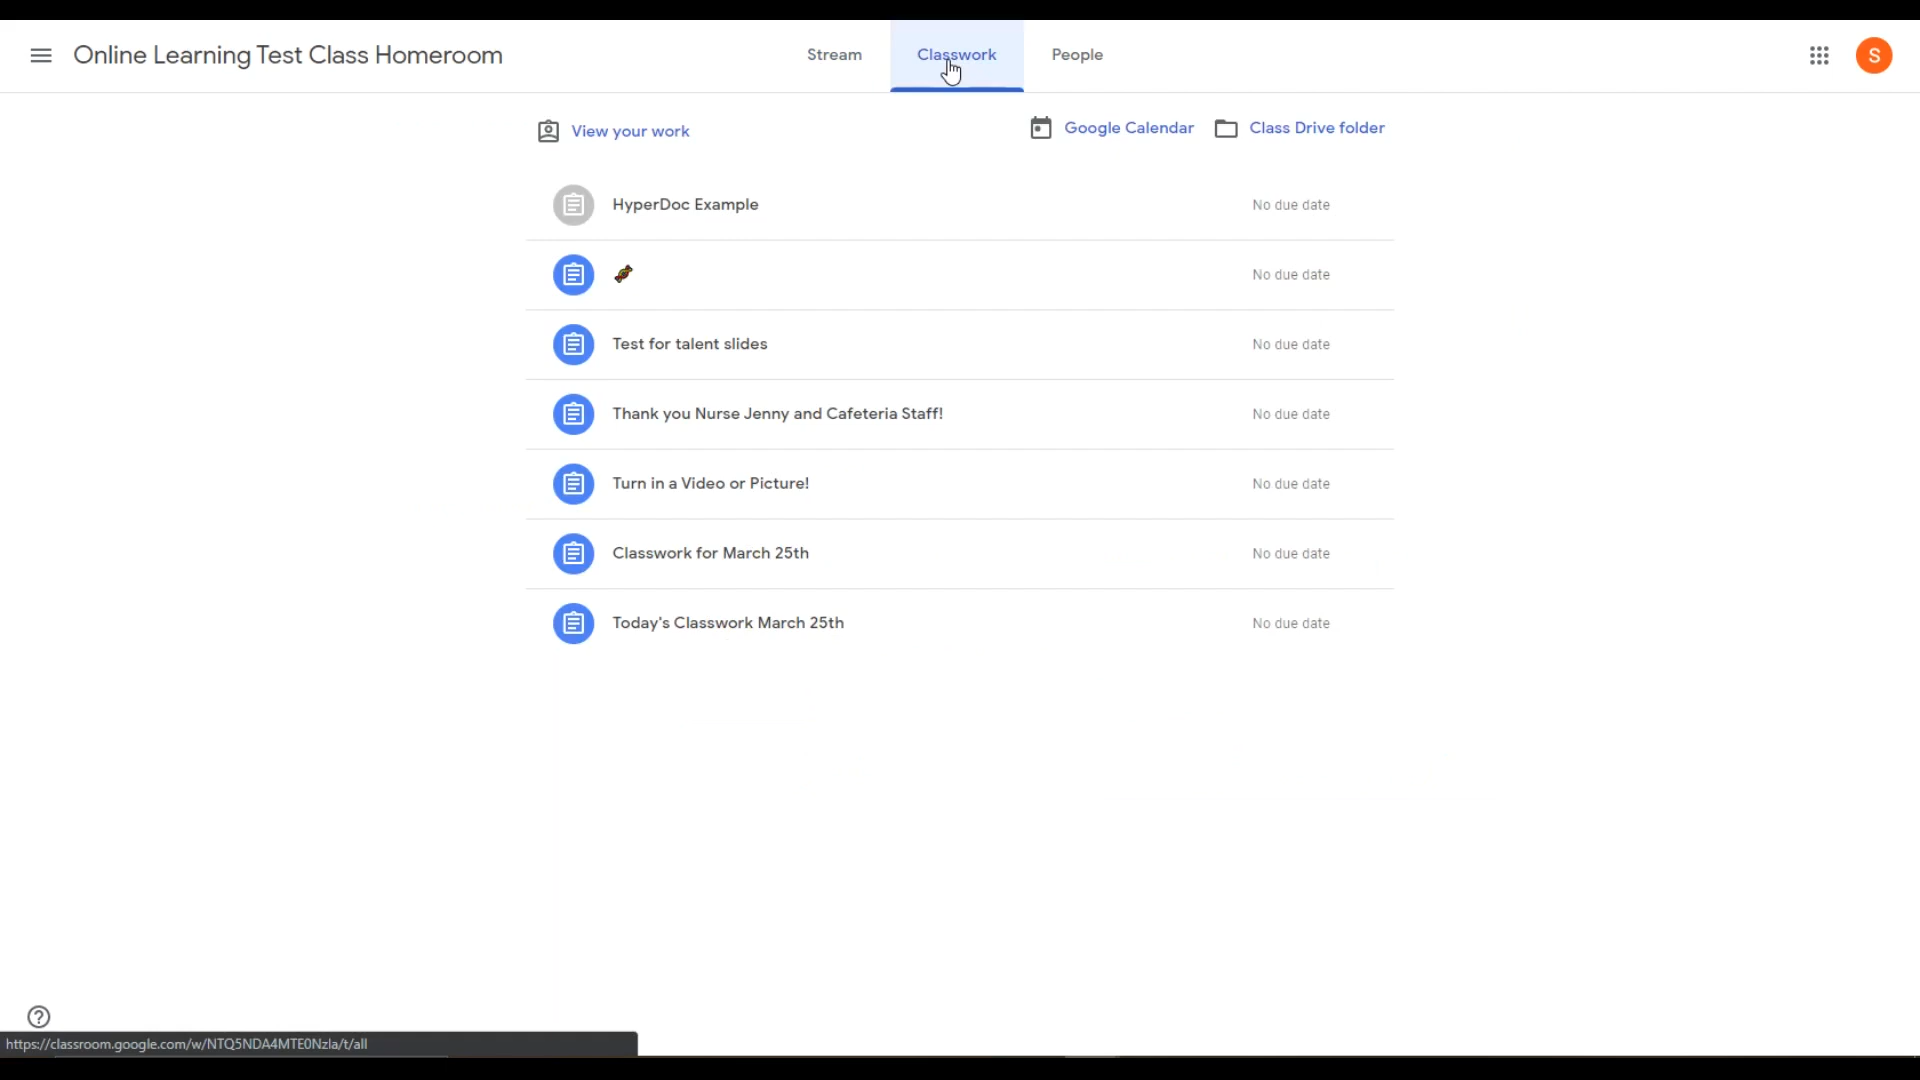 Online Learning Test Class Homeroom
Stream
Classwork
People
S
View your work
Google Calendar
Class Drive folder
HyperDoc Example
No due date
No due date
Test for talent slides
No due date
Thank you Nurse Jenny and Cafeteria Staff!
No due date
Turn in a Video or Picture!
No due date
Classwork for March 25th
No due date
Today's Classwork March 25th
No due date
https://classroom.google.com/w/NTQ5NDA4MTE0Nzla/t/all